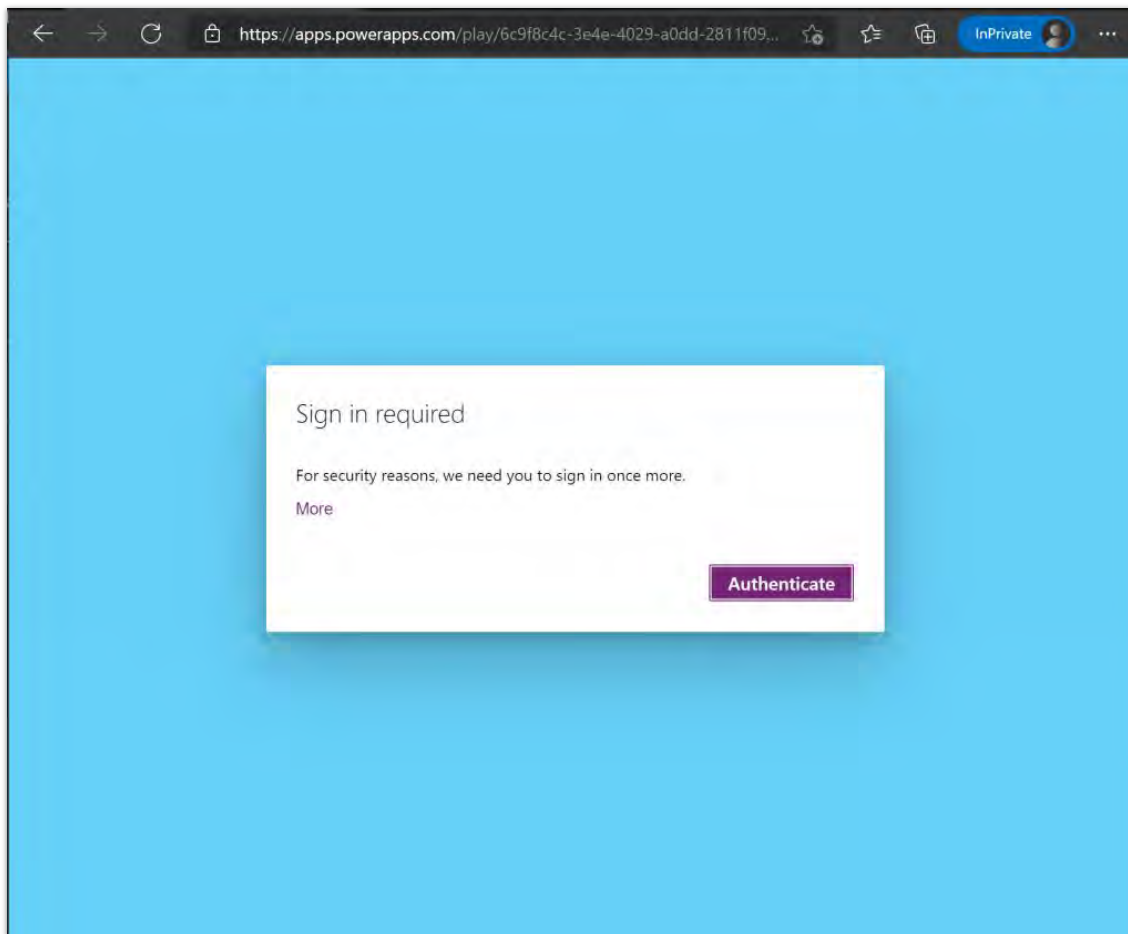 https://apps.powerapps.com/play/6c9f8c4c-3e4e-4029-a0dd-2811f09...
InPrivate
Sign in required
For security reasons, we need you to sign in once more.
More
Authenticate